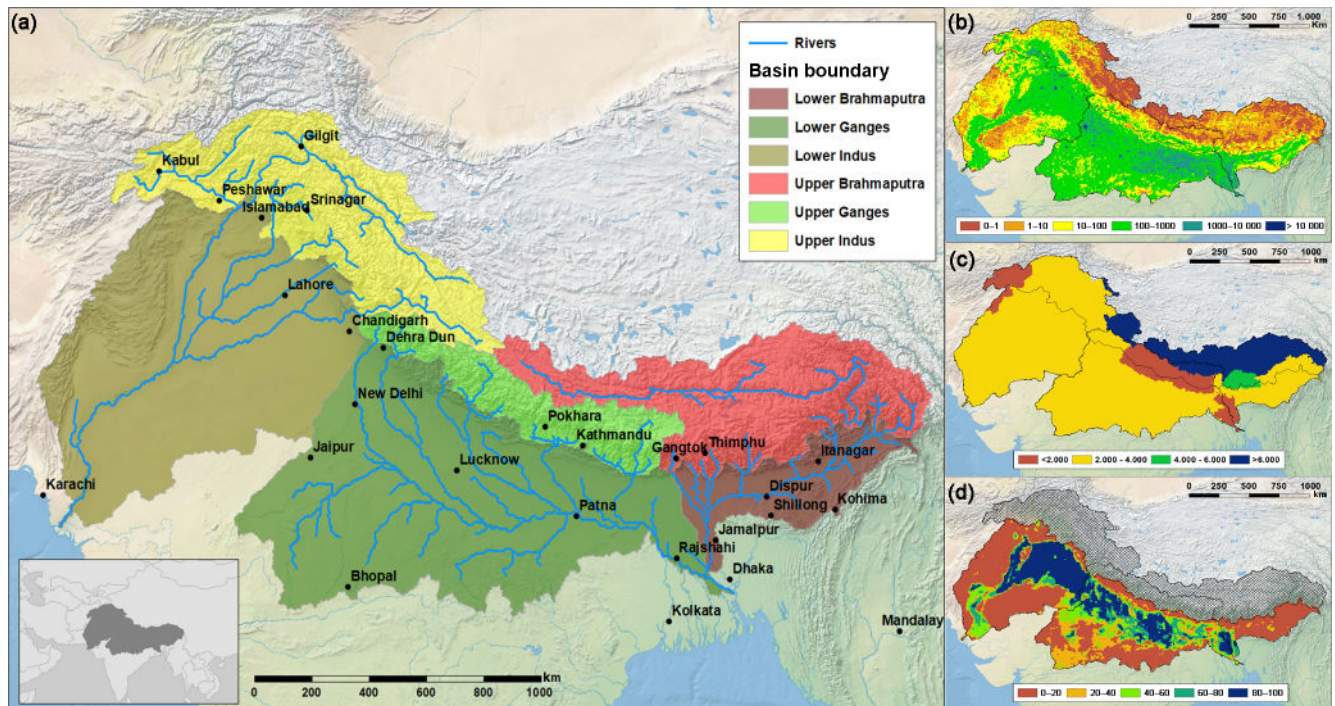 (a)
Rivers
Basin boundary
Lower Brahmaputra
Lower Ganges
Lower Indus
Upper Brahmaputra
Upper Ganges
Upper Indus
Gilgit
Kabul
Peshawar
Islamabad
Srinagar
Lahore
Chandigarh
Dehra Dun
New Delhi
Pokhara
Kathmandu
Gangtok
Thimphu
Itanagar
Jaipur
Lucknow
Karachi
Dispur
Kohima
Patna
Shillong
Jamalpur
Rajshahi
Bhopal
Dhaka
Kolkata
Mandalay
km
0 200 400 600 800 1000
(b)
0 250 500 750 1.000
Km
0–1 1–10 10–100 100–1000 1000–10 000 > 10 000
(c)
0 250 500 750 1000
km
<2.000 2.000 - 4.000 4.000 - 6.000 >6.000
(d)
0 250 500 750 1000
km
0–20 20–40 40–60 60–80 80–100